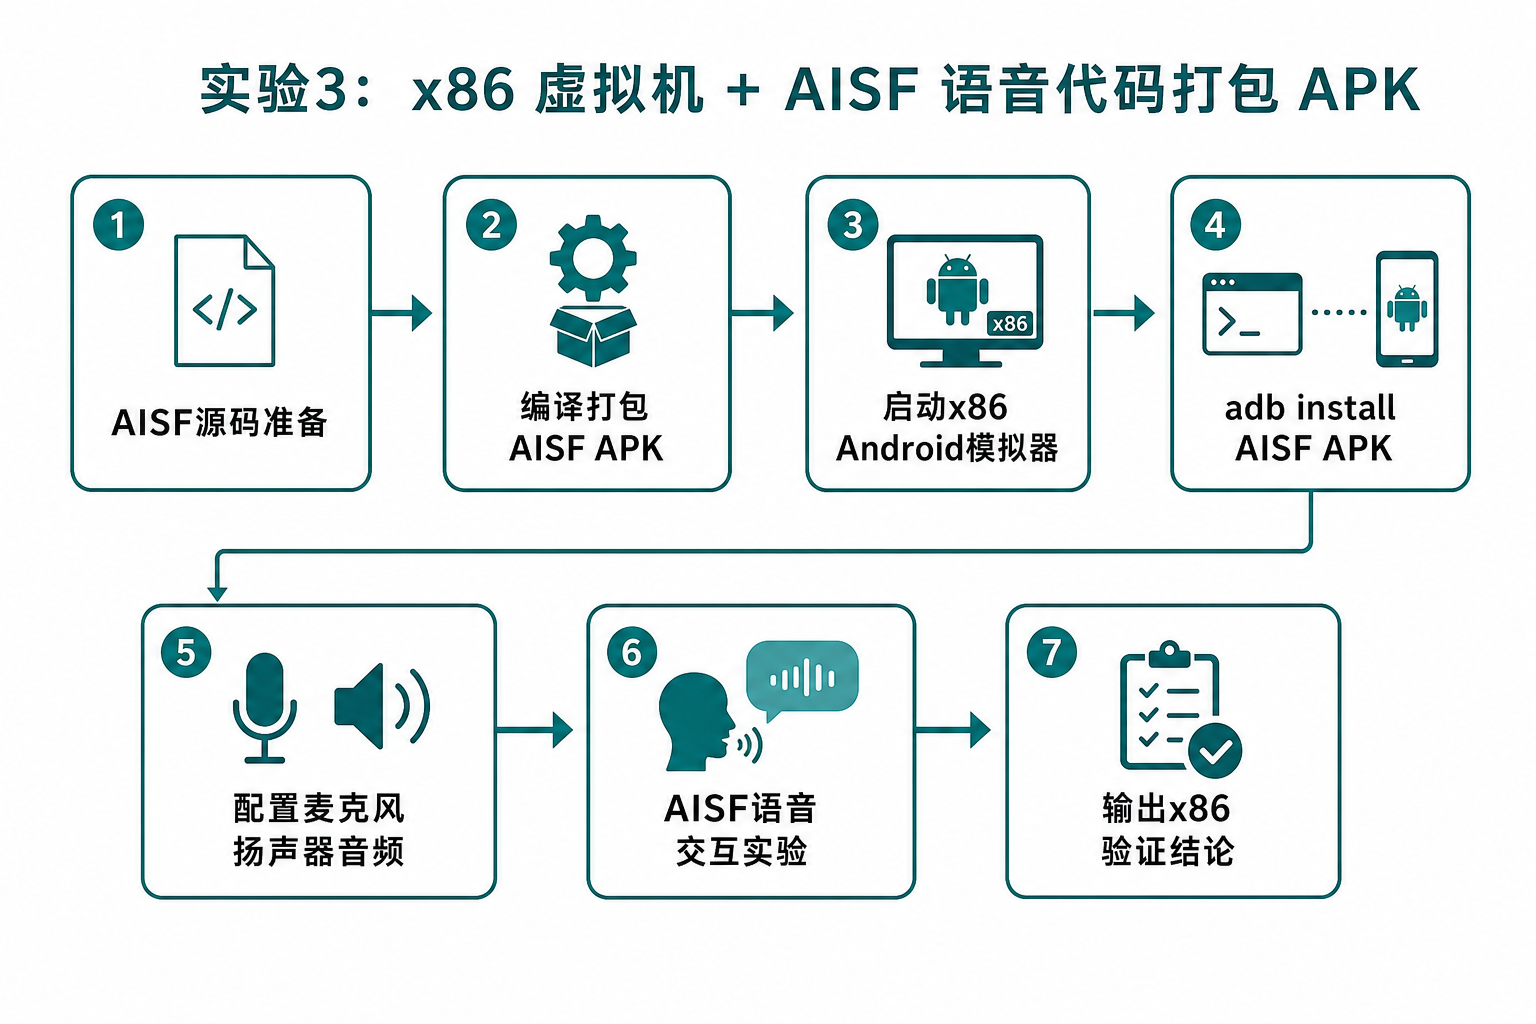 实验3：x86 虚拟机 + AISF 语音代码打包 APK
1
</>
AISF源码准备
2
编译打包
AISF APK
3
x86
启动x86
Android模拟器
4
>_
adb install
AISF APK
5
配置麦克风
扬声器音频
6
AISF语音
交互实验
7
输出x86
验证结论